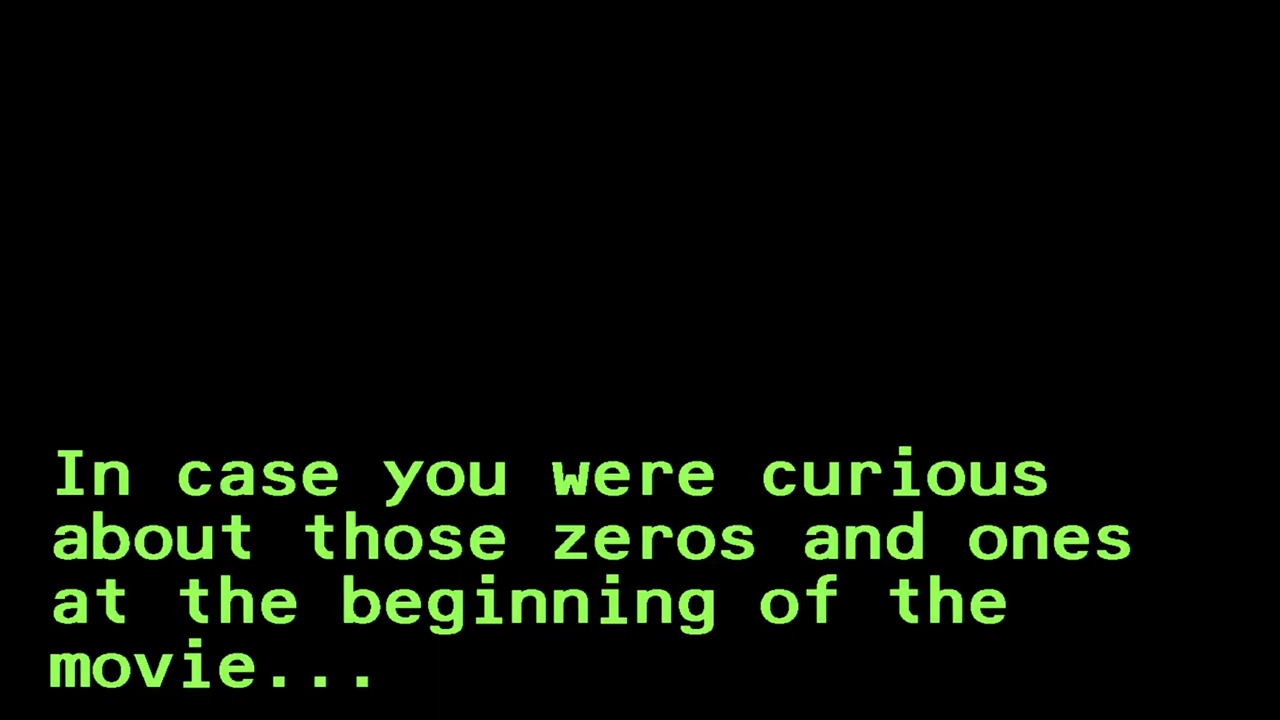 In case you were curious
about those zeros and ones
at the beginning of the
movie...